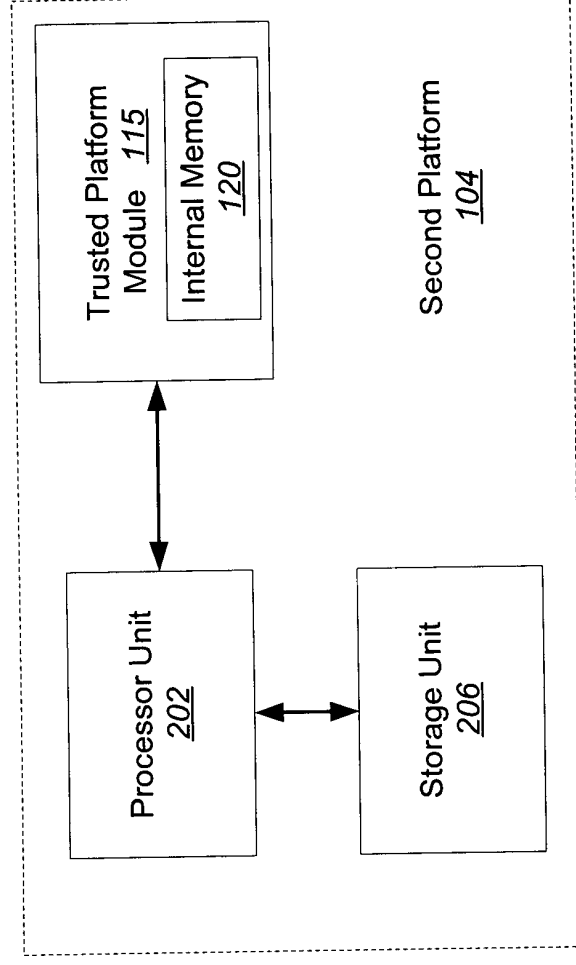 Processor Unit
202
Trusted Platform
Module 115
Internal Memory
120
Storage Unit
206
Second Platform
104